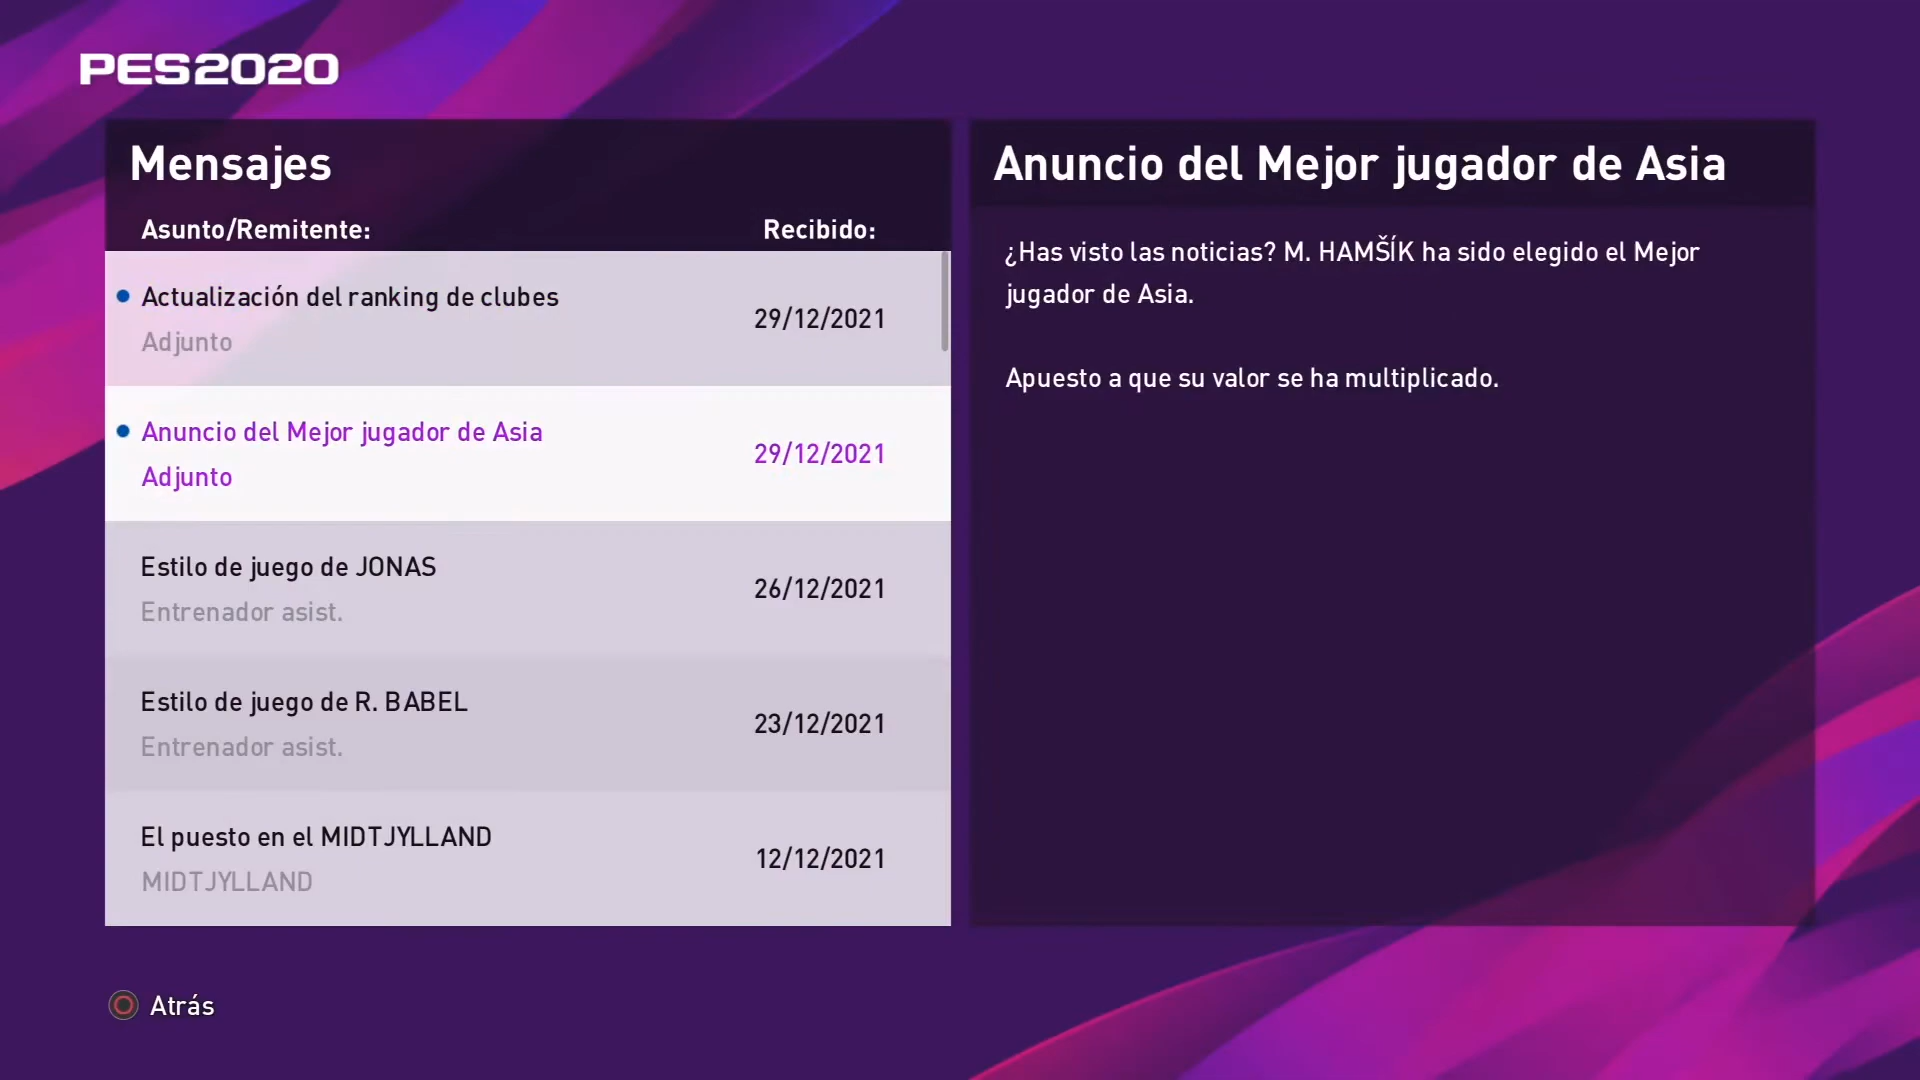 PES2020
Mensajes
Asunto/Remitente: Recibido:
Actualización del ranking de clubes
Adjunto
29/12/2021
Anuncio del Mejor jugador de Asia
Adjunto
29/12/2021
Estilo de juego de JONAS
Entrenador asist.
26/12/2021
Estilo de juego de R. BABEL
Entrenador asist.
23/12/2021
El puesto en el MIDTJYLLAND
MIDTJYLLAND
12/12/2021
Anuncio del Mejor jugador de Asia
¿Has visto las noticias? M. HAMŠÍK ha sido elegido el Mejor
jugador de Asia.
Apuesto a que su valor se ha multiplicado.
Atrás